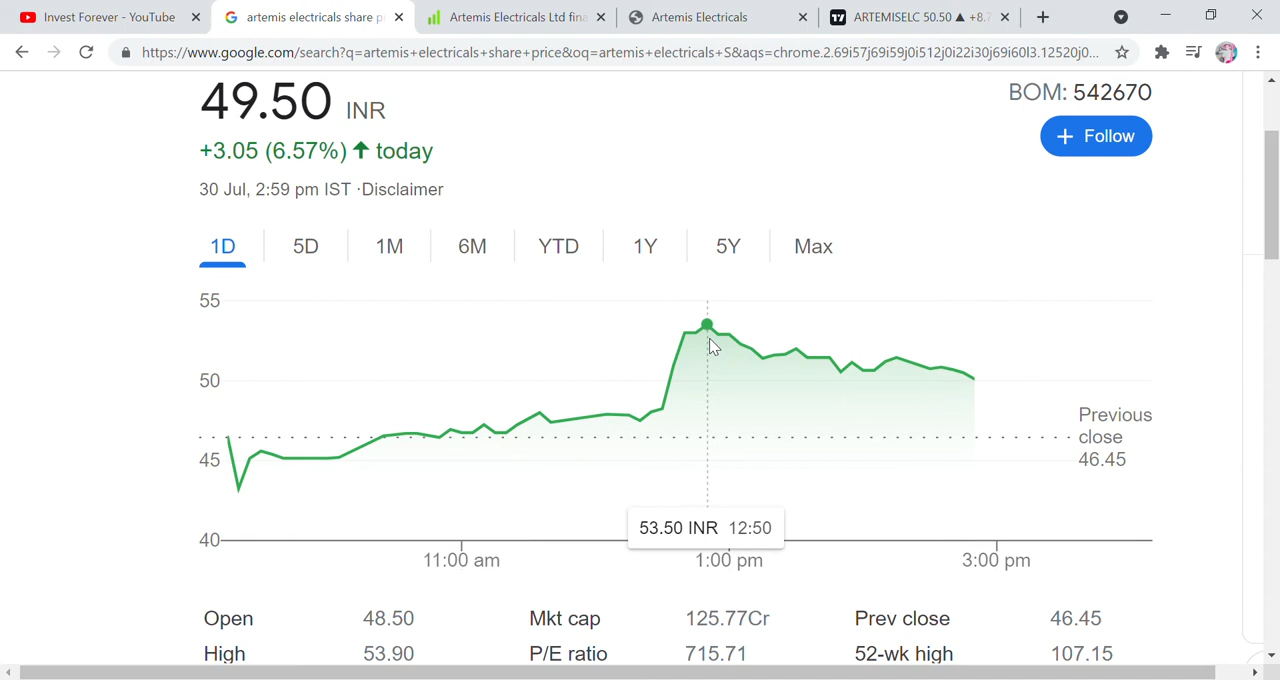 Invest Forever - YouTube
artemis electricals share p
Artemis Electricals Ltd fina
Artemis Electricals
ARTEMISELC 50.50 ▲ +8.7
https://www.google.com/search?q=artemis+electricals+share+price&oq=artemis+electricals+S&aqs=chrome.2.69i57j69i59j0i512j0i22i30j69i60l3.12520j0...
49.50 INR
BOM: 542670
+3.05 (6.57%) ↑ today
+ Follow
30 Jul, 2:59 pm IST ·Disclaimer
1D 5D 1M 6M YTD 1Y 5Y Max
55
50
Previous
close
45
46.45
53.50 INR 12:50
40
11:00 am 1:00 pm 3:00 pm
Open 48.50 Mkt cap 125.77Cr Prev close 46.45
High 53.90 P/E ratio 715.71 52-wk high 107.15